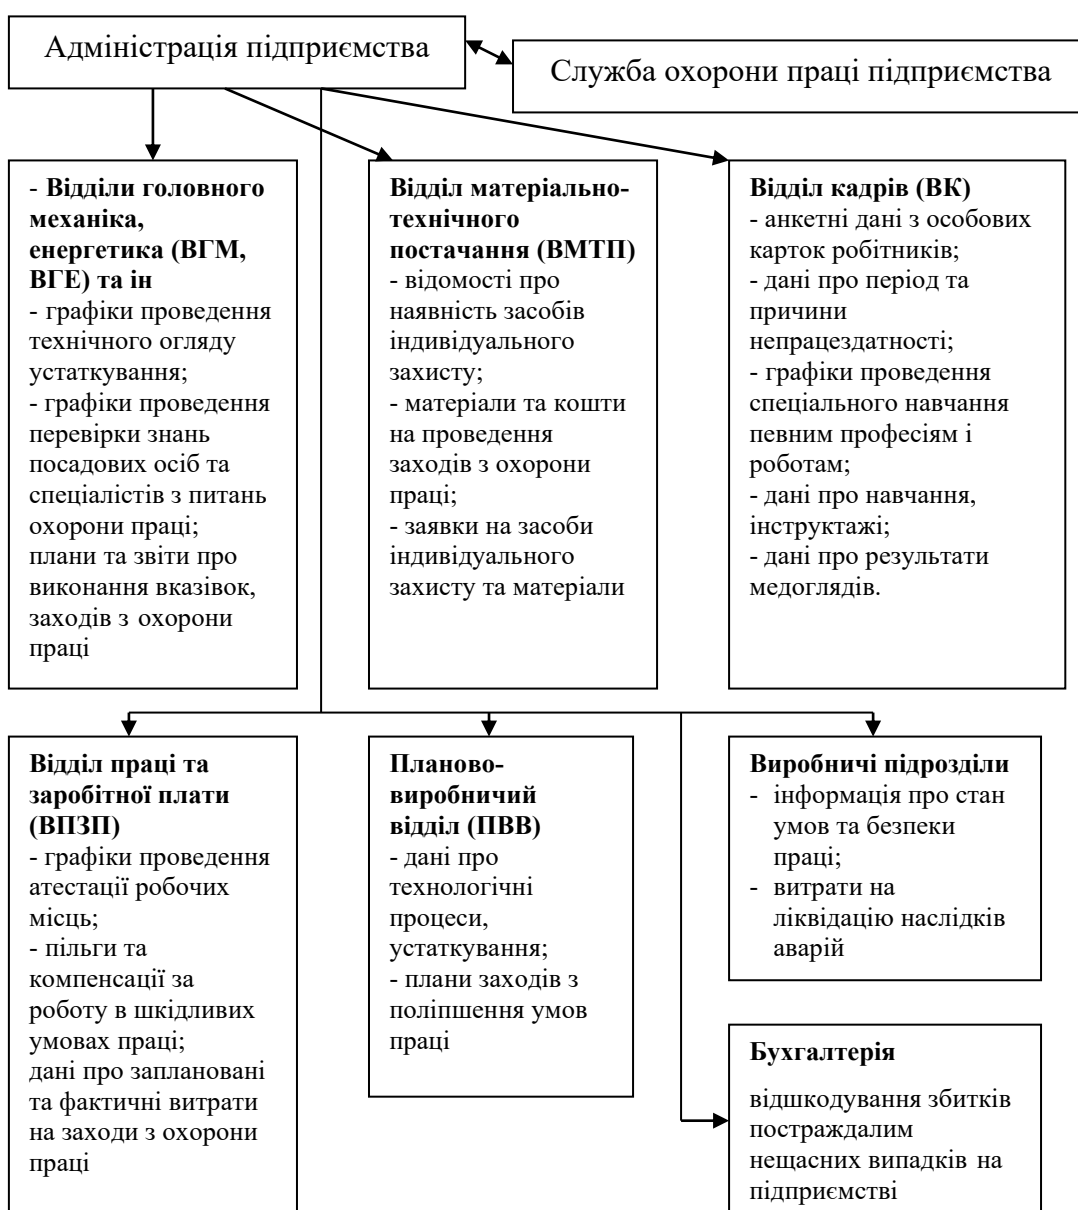 Адміністрація підприємства
Служба охорони праці підприємства
- Відділи головного
механіка,
енергетика (ВГМ,
ВГЕ) та ін
- графіки проведення
технічного огляду
устаткування;
- графіки проведення
перевірки знань
посадових осіб та
спеціалістів з питань
охорони праці;
плани та звіти про
виконання вказівок,
заходів з охорони
праці
Відділ матеріально-
технічного
постачання (ВМТП)
- відомості про
наявність засобів
індивідуального
захисту;
- матеріали та кошти
на проведення
заходів з охорони
праці;
- заявки на засоби
індивідуального
захисту та матеріали
Відділ кадрів (ВК)
- анкетні дані з особових
карток робітників;
- дані про період та
причини
непрацездатності;
- графіки проведення
спеціального навчання
певним професіям і
роботам;
- дані про навчання,
інструктажі;
- дані про результати
медоглядів.
Відділ праці та
заробітної плати
(ВПЗП)
- графіки проведення
атестації робочих
місць;
- пільги та
компенсації за
роботу в шкідливих
умовах праці;
дані про заплановані
та фактичні витрати
на заходи з охорони
праці
Планово-
виробничий
відділ (ПВВ)
- дані про
технологічні
процеси,
устаткування;
- плани заходів з
поліпшення умов
праці
Виробничі підрозділи
- інформація про стан
умов та безпеки
праці;
- витрати на
ліквідацію наслідків
аварій
Бухгалтерія
відшкодування збитків
постраждалим
нещасних випадків на
підприємстві